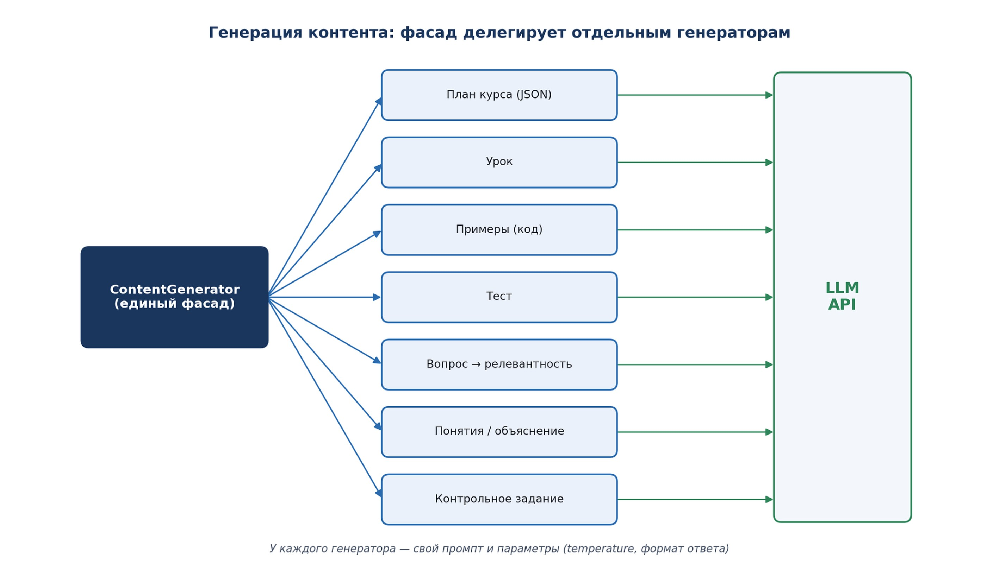 Генерация контента: фасад делегирует отдельным генераторам
План курса (JSON)
Урок
Примеры (код)
ContentGenerator
(единый фасад)
Тест
LLM
API
Вопрос → релевантность
Понятия / объяснение
Контрольное задание
У каждого генератора — свой промпт и параметры (temperature, формат ответа)